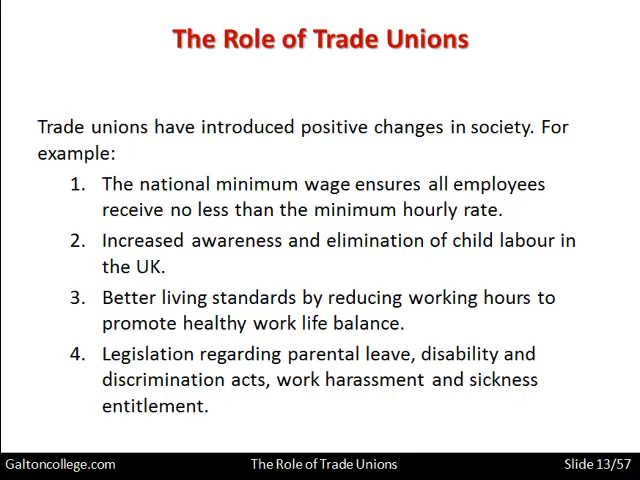 The Role of Trade Unions
Trade unions have introduced positive changes in society. For
example:
1. The national minimum wage ensures all employees
receive no less than the minimum hourly rate.
2. Increased awareness and elimination of child labour in
the UK.
3. Better living standards by reducing working hours to
promote healthy work life balance.
4. Legislation regarding parental leave, disability and
discrimination acts, work harassment and sickness
entitlement.
Galtoncollege.com The Role of Trade Unions Slide 13/57